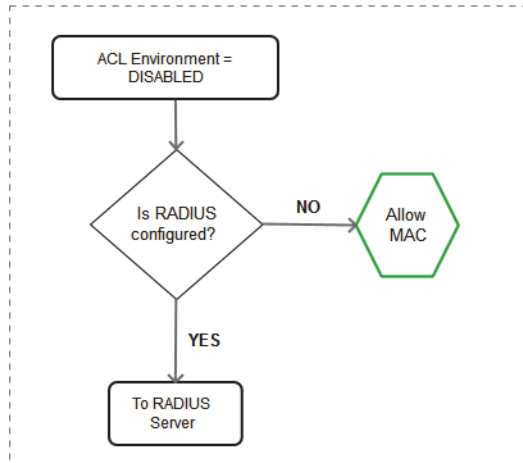 ACL Environment =
DISABLED
Is RADIUS
configured?
NO
Allow
MAC
YES
To RADIUS
Server